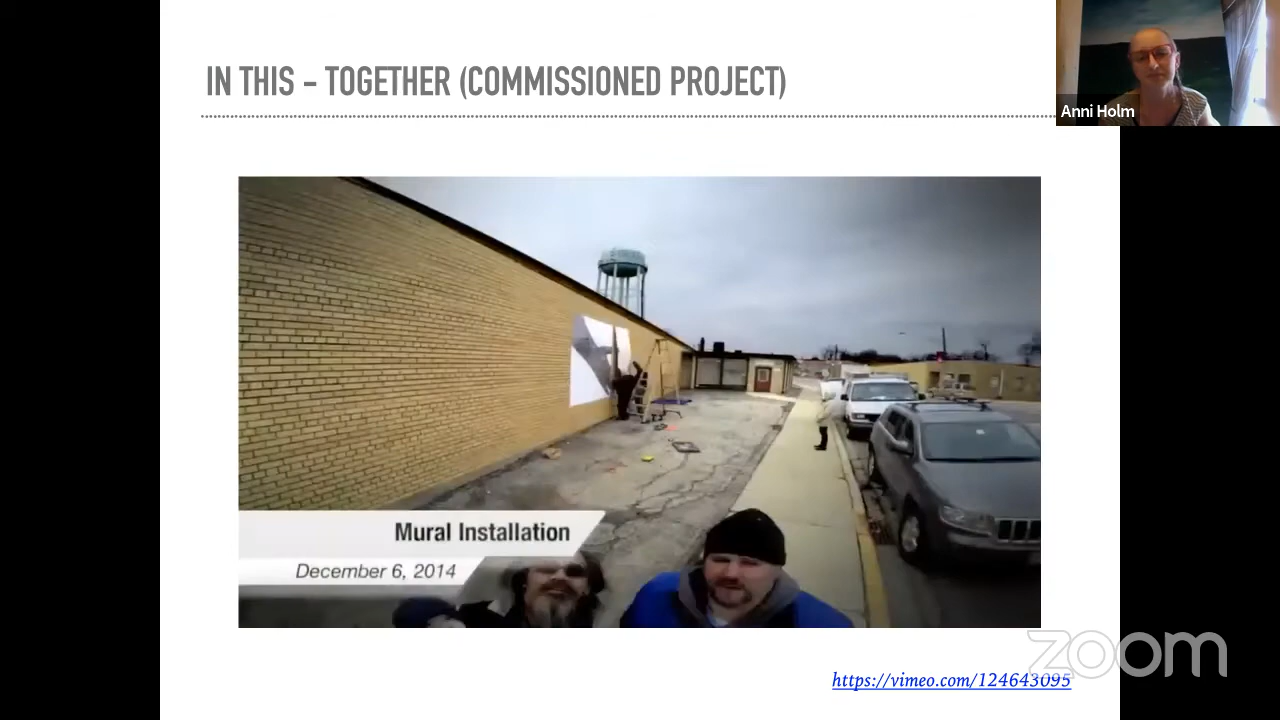 IN THIS – TOGETHER (COMMISSIONED PROJECT)
Anni Holm
Mural Installation
December 6, 2014
zoom
https://vimeo.com/124643095